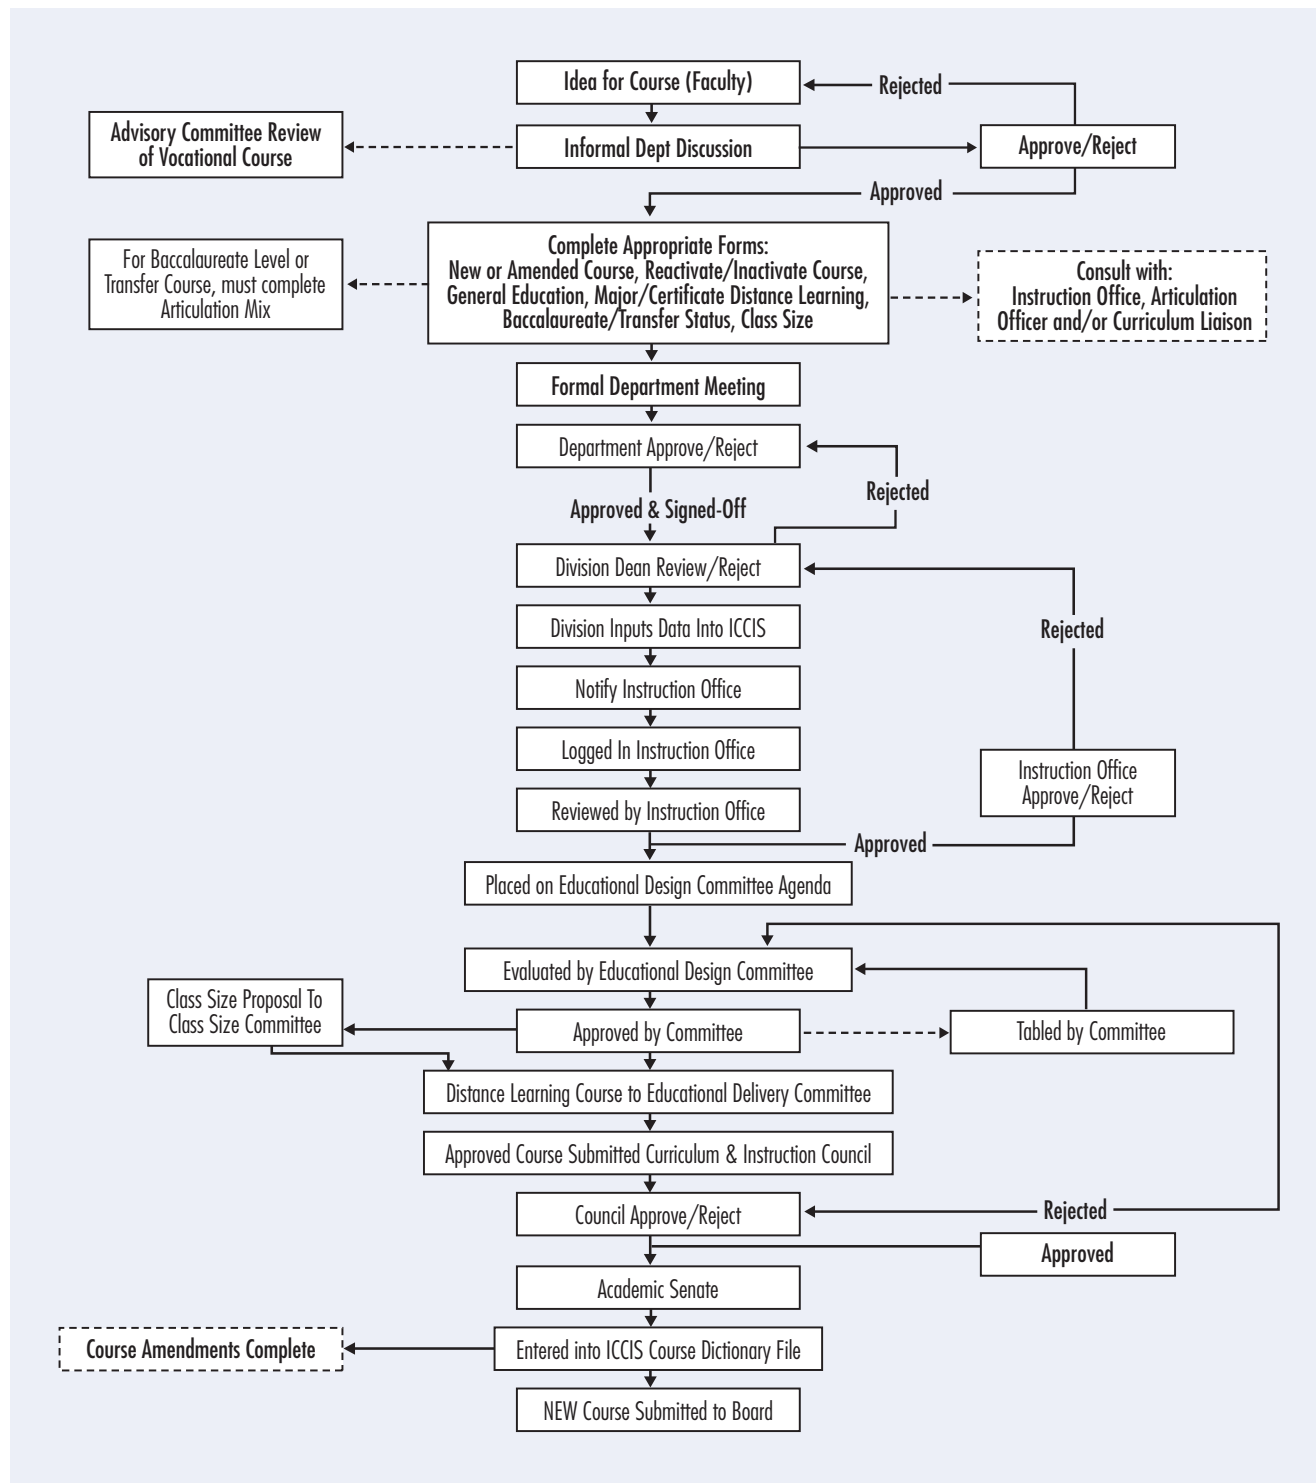 Idea for Course (Faculty)
Rejected
Advisory Committee Review
of Vocational Course
Informal Dept Discussion
Approve/Reject
Approved
For Baccalaureate Level or
Transfer Course, must complete
Articulation Mix
Complete Appropriate Forms:
New or Amended Course, Reactivate/Inactivate Course,
General Education, Major/Certificate Distance Learning,
Baccalaureate/Transfer Status, Class Size
Consult with:
Instruction Office, Articulation
Officer and/or Curriculum Liaison
Formal Department Meeting
Department Approve/Reject
Rejected
Approved & Signed-Off
Division Dean Review/Reject
Division Inputs Data Into ICCIS
Rejected
Notify Instruction Office
Logged In Instruction Office
Instruction Office
Approve/Reject
Reviewed by Instruction Office
Approved
Placed on Educational Design Committee Agenda
Evaluated by Educational Design Committee
Class Size Proposal To
Class Size Committee
Approved by Committee
Tabled by Committee
Distance Learning Course to Educational Delivery Committee
Approved Course Submitted Curriculum & Instruction Council
Council Approve/Reject
Rejected
Approved
Academic Senate
Course Amendments Complete
Entered into ICCIS Course Dictionary File
NEW Course Submitted to Board